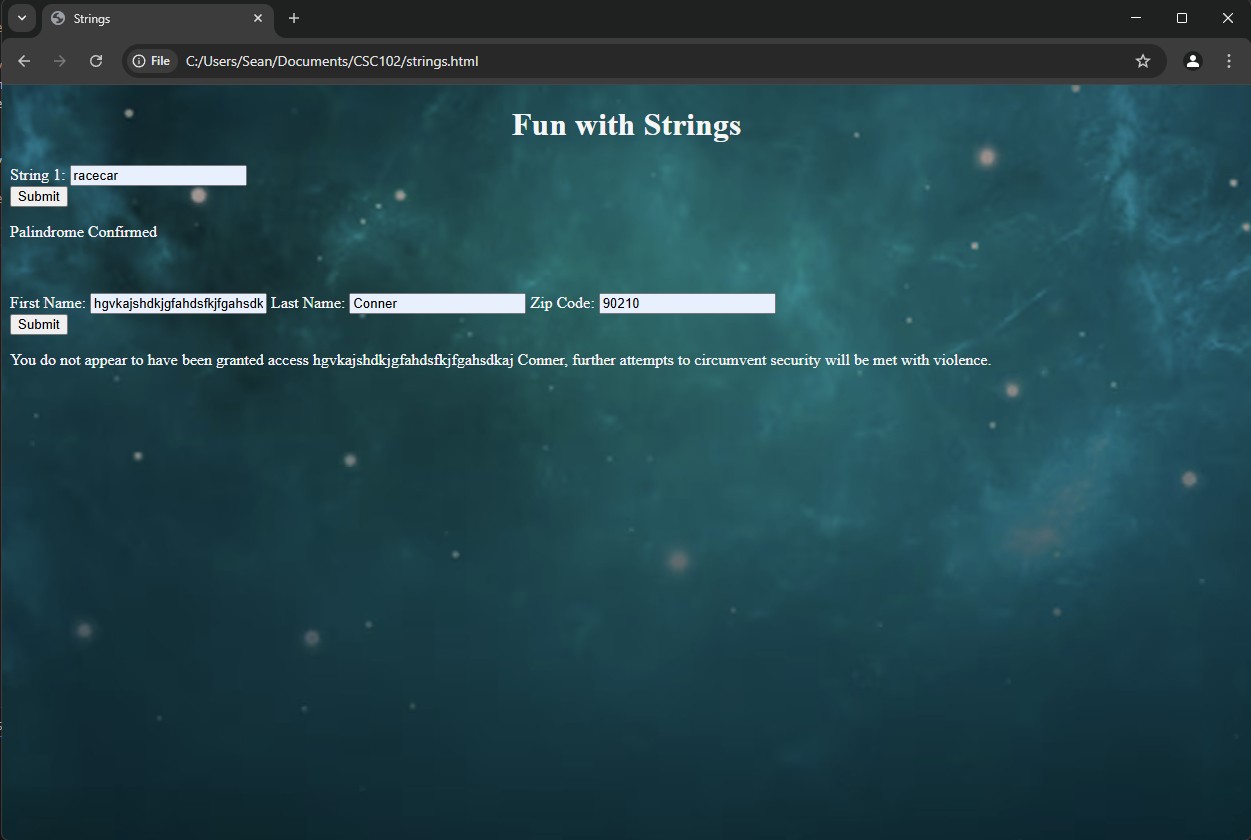 Strings
File C:/Users/Sean/Documents/CSC102/strings.html
Fun with Strings
String 1: racecar
Submit
Palindrome Confirmed
First Name: hgvkajshdkjgfahdsfkjfgahsdk Last Name: Conner Zip Code: 90210
Submit
You do not appear to have been granted access hgvkajshdkjgfahdsfkjfgahsdkaj Conner, further attempts to circumvent security will be met with violence.